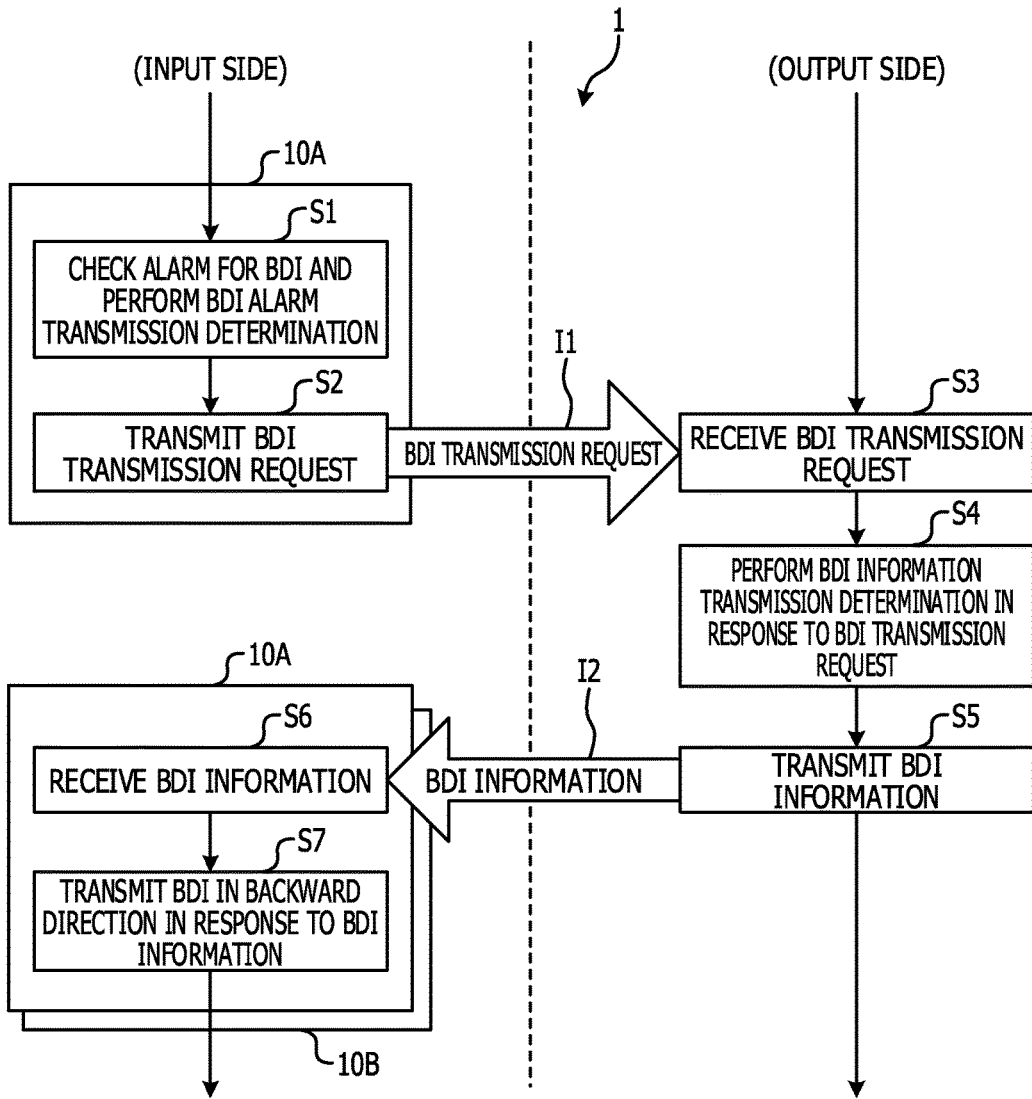 1
(INPUT SIDE)
(OUTPUT SIDE)
10A
S1
CHECK ALARM FOR BDI AND
PERFORM BDI ALARM
TRANSMISSION DETERMINATION
S2
TRANSMIT BDI
TRANSMISSION REQUEST
I1
BDI TRANSMISSION REQUEST
S3
RECEIVE BDI TRANSMISSION
REQUEST
S4
PERFORM BDI INFORMATION
TRANSMISSION DETERMINATION IN
RESPONSE TO BDI TRANSMISSION
REQUEST
10A
S6
RECEIVE BDI INFORMATION
I2
BDI INFORMATION
S5
TRANSMIT BDI
INFORMATION
S7
TRANSMIT BDI IN BACKWARD
DIRECTION IN RESPONSE TO BDI
INFORMATION
10B